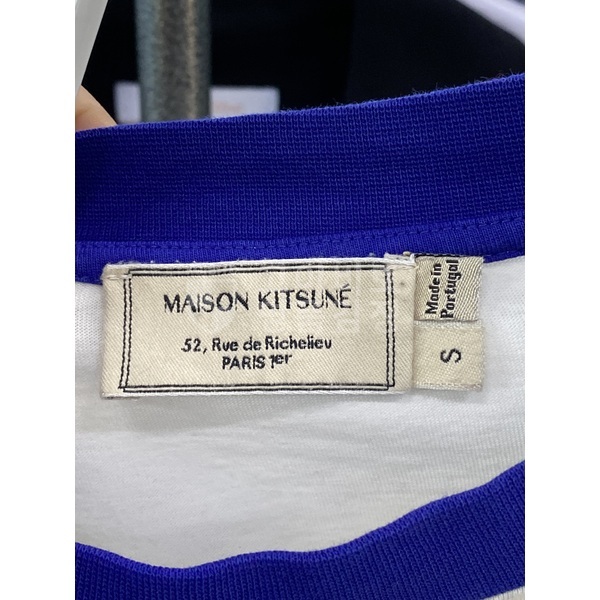 MAISON KITSUNÉ
52, Rue de Richelieu
PARIS 1er
Made in
Portugal
S